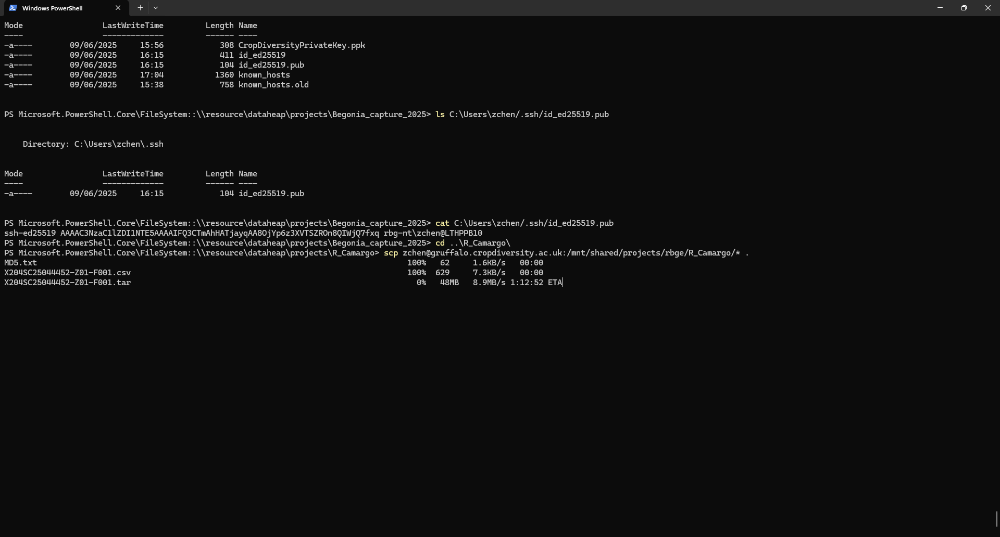 Windows PowerShell
Mode                 LastWriteTime         Length Name
----                 -------------         ------ ----
-a----        09/06/2025     15:56            308 CropDiversityPrivateKey.ppk
-a----        09/06/2025     16:15            411 id_ed25519
-a----        09/06/2025     16:15            104 id_ed25519.pub
-a----        09/06/2025     17:04           1360 known_hosts
-a----        09/06/2025     15:38            758 known_hosts.old
PS Microsoft.PowerShell.Core\FileSystem::\\resource\dataheap\projects\Begonia_capture_2025> ls C:\Users\zchen/.ssh/id_ed25519.pub
    Directory: C:\Users\zchen\.ssh
Mode                 LastWriteTime         Length Name
----                 -------------         ------ ----
-a----        09/06/2025     16:15            104 id_ed25519.pub
PS Microsoft.PowerShell.Core\FileSystem::\\resource\dataheap\projects\Begonia_capture_2025> cat C:\Users\zchen/.ssh/id_ed25519.pub
ssh-ed25519 AAAAC3NzaC1lZDI1NTE5AAAAIFQ3CTmAhHATjayqAA8OjYp6z3XVTSZROn8QIWjQ7fxq rbg-nt\zchen@LTHPPB10
PS Microsoft.PowerShell.Core\FileSystem::\\resource\dataheap\projects\Begonia_capture_2025> cd ..\R_Camargo\
PS Microsoft.PowerShell.Core\FileSystem::\\resource\dataheap\projects\R_Camargo> scp zchen@gruffalo.cropdiversity.ac.uk:/mnt/shared/projects/rbge/R_Camargo/* .
MD5.txt                                                                               100%   62     1.6KB/s   00:00
X204SC25044452-Z01-F001.csv                                                           100%  629     7.3KB/s   00:00
X204SC25044452-Z01-F001.tar                                                             0%   48MB   8.9MB/s 1:12:52 ETA